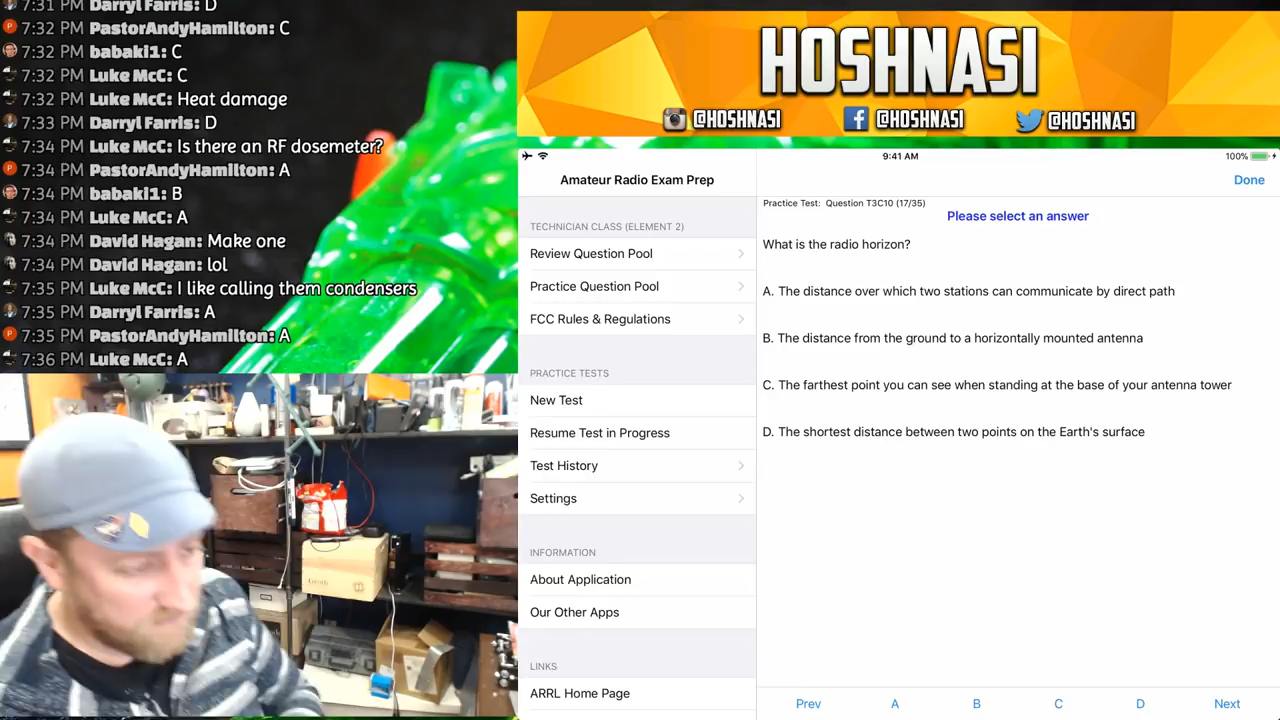 7:31 PM Darryl Farris: D
7:32 PM PastorAndyHamilton: C
7:32 PM babaki1: C
7:32 PM Luke McC: C
7:32 PM Luke McC: Heat damage
7:33 PM Darryl Farris: D
7:34 PM Luke McC: Is there an RF dosemeter?
7:34 PM PastorAndyHamilton: A
7:34 PM babaki1: B
7:34 PM Luke McC: A
7:34 PM David Hagan: Make one
7:34 PM David Hagan: lol
7:35 PM Luke McC: I like calling them condensers
7:35 PM Darryl Farris: A
7:35 PM PastorAndyHamilton: A
7:36 PM Luke McC: A
HOSHNASI
@HOSHNASI @HOSHNASI @HOSHNASI
9:41 AM 100%
Amateur Radio Exam Prep
TECHNICIAN CLASS (ELEMENT 2)
Review Question Pool
Practice Question Pool
FCC Rules & Regulations
PRACTICE TESTS
New Test
Resume Test in Progress
Test History
Settings
INFORMATION
About Application
Our Other Apps
LINKS
ARRL Home Page
Done
Practice Test: Question T3C10 (17/35)
Please select an answer
What is the radio horizon?
A. The distance over which two stations can communicate by direct path
B. The distance from the ground to a horizontally mounted antenna
C. The farthest point you can see when standing at the base of your antenna tower
D. The shortest distance between two points on the Earth's surface
Prev A B C D Next